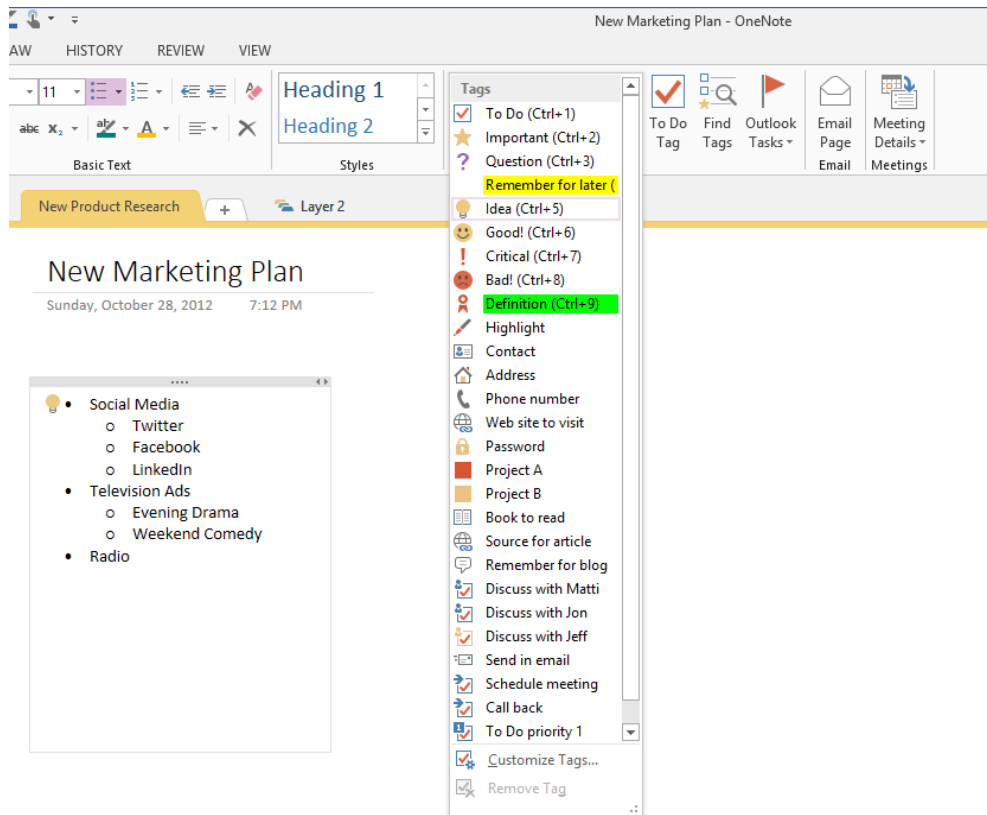 New Marketing Plan - OneNote
AW HISTORY REVIEW VIEW
11
Heading 1
Heading 2
abc X₂ aby A
Basic Text
Styles
To Do Tag
Find Tags
Outlook Tasks
Email Page
Meeting Details
Email
Meetings
New Product Research + Layer 2
New Marketing Plan
Sunday, October 28, 2012 7:12 PM
• Social Media
o Twitter
o Facebook
o LinkedIn
• Television Ads
o Evening Drama
o Weekend Comedy
• Radio
Tags
To Do (Ctrl+1)
Important (Ctrl+2)
Question (Ctrl+3)
Remember for later (
Idea (Ctrl+5)
Good! (Ctrl+6)
Critical (Ctrl+7)
Bad! (Ctrl+8)
Definition (Ctrl+9)
Highlight
Contact
Address
Phone number
Web site to visit
Password
Project A
Project B
Book to read
Source for article
Remember for blog
Discuss with Matti
Discuss with Jon
Discuss with Jeff
Send in email
Schedule meeting
Call back
To Do priority 1
Customize Tags...
Remove Tag